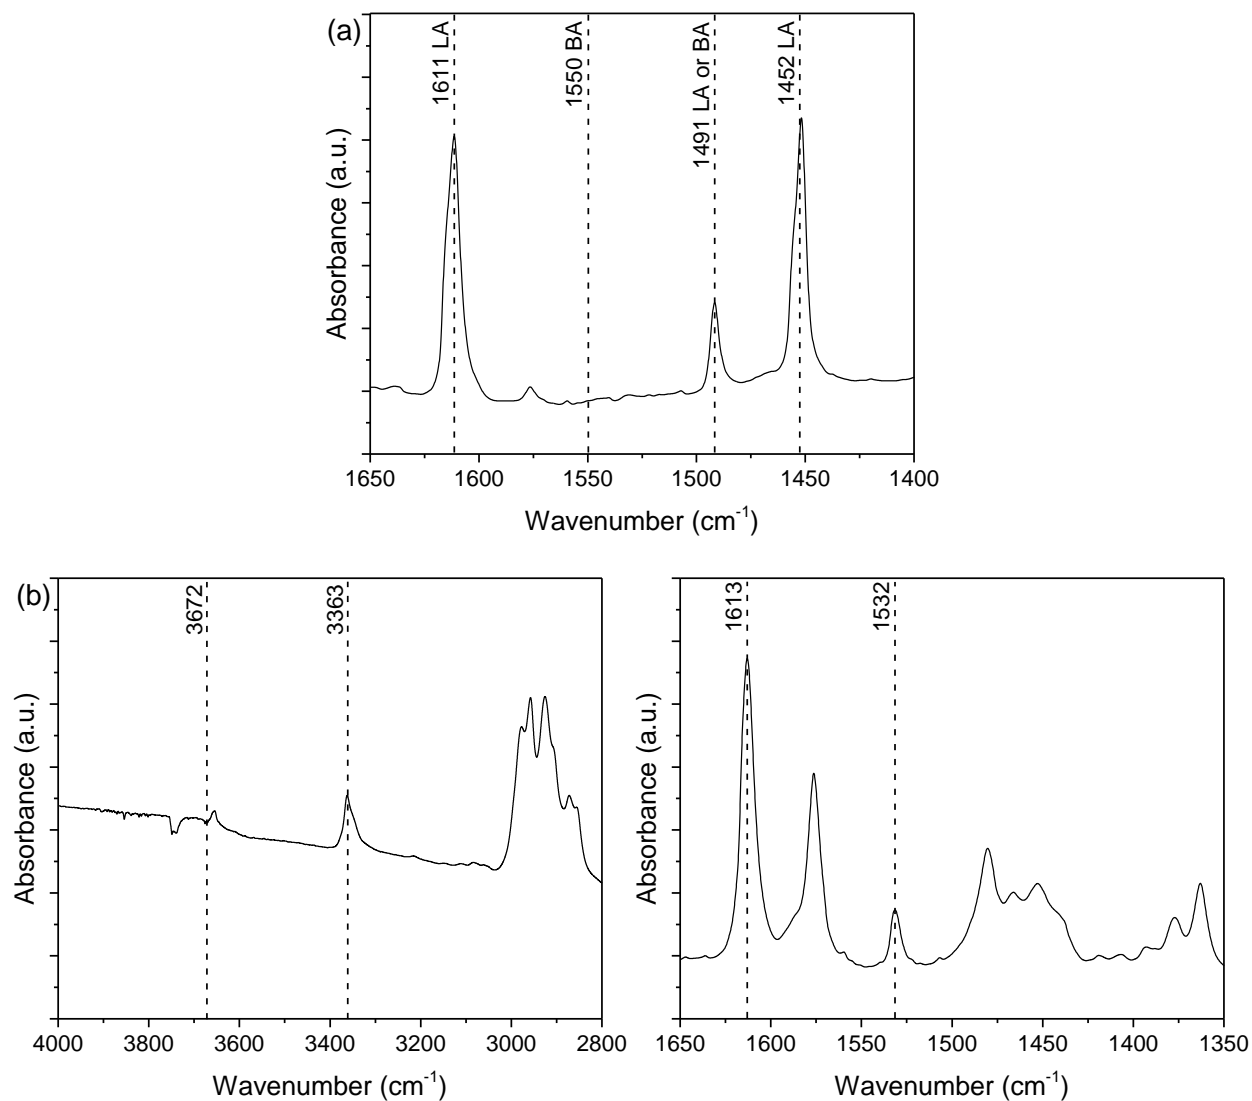 (a)
1611 LA
1550 BA
1491 LA or BA
1452 LA
Absorbance (a.u.)
1650 1600 1550 1500 1450 1400
Wavenumber (cm⁻¹)
(b)
3672
3363
Absorbance (a.u.)
4000 3800 3600 3400 3200 3000 2800
Wavenumber (cm⁻¹)
1613
1532
Absorbance (a.u.)
1650 1600 1550 1500 1450 1400 1350
Wavenumber (cm⁻¹)